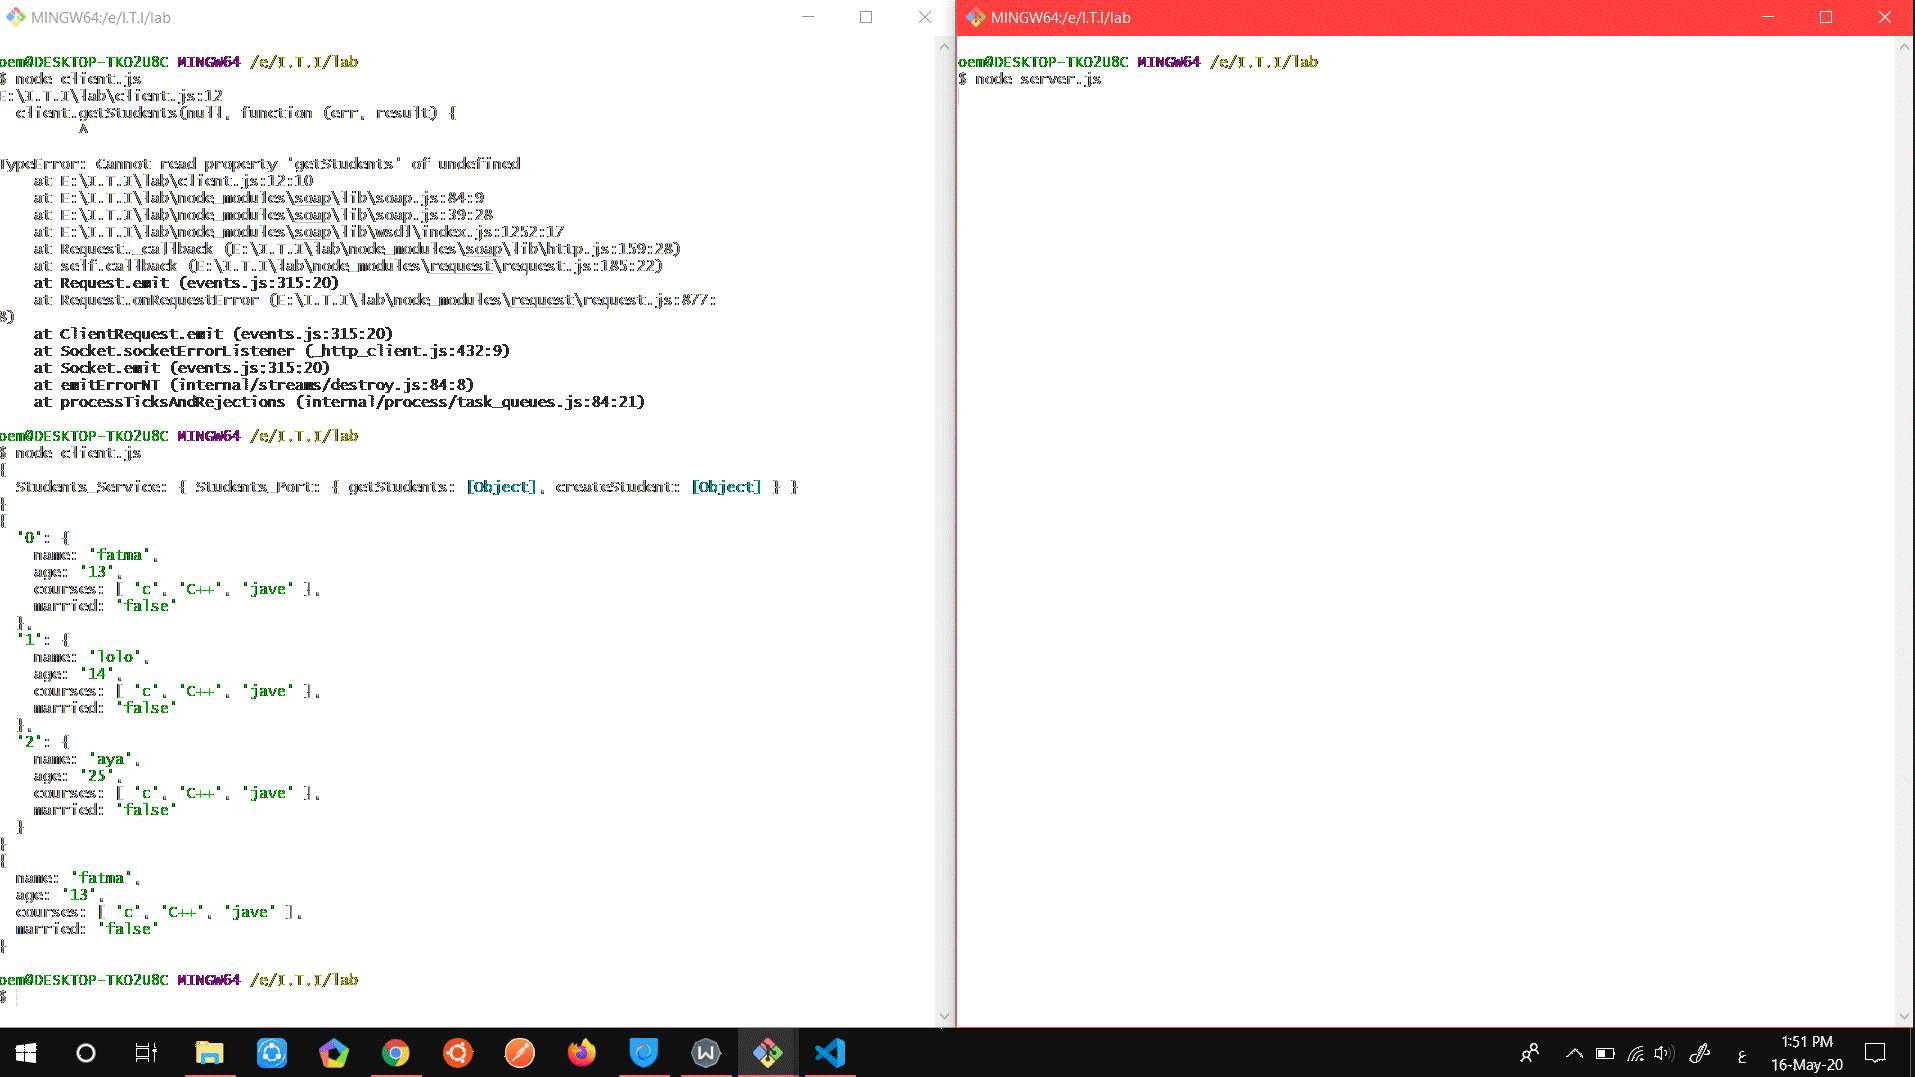 MINGW64:/e/I.T.I/lab
oem@DESKTOP-TKO2U8C MINGW64 /e/I.T.I/lab
$ node client.js
E:\I.T.I\lab\client.js:12
  client.getStudents(null, function (err, result) {
         ^
TypeError: Cannot read property 'getStudents' of undefined
    at E:\I.T.I\lab\client.js:12:10
    at E:\I.T.I\lab\node_modules\soap\lib\soap.js:84:9
    at E:\I.T.I\lab\node_modules\soap\lib\soap.js:39:28
    at E:\I.T.I\lab\node_modules\soap\lib\wsdl\index.js:1252:17
    at Request._callback (E:\I.T.I\lab\node_modules\soap\lib\http.js:159:28)
    at self.callback (E:\I.T.I\lab\node_modules\request\request.js:185:22)
    at Request.emit (events.js:315:20)
    at Request.onRequestError (E:\I.T.I\lab\node_modules\request\request.js:877:
8)
    at ClientRequest.emit (events.js:315:20)
    at Socket.socketErrorListener (_http_client.js:432:9)
    at Socket.emit (events.js:315:20)
    at emitErrorNT (internal/streams/destroy.js:84:8)
    at processTicksAndRejections (internal/process/task_queues.js:84:21)
oem@DESKTOP-TKO2U8C MINGW64 /e/I.T.I/lab
$ node client.js
{
  Students_Service: { Students_Port: { getStudents: [Object], createStudent: [Object] } }
}
{
  '0': {
    name: 'fatma',
    age: '13',
    courses: [ 'c', 'C++', 'jave' ],
    married: 'false'
  },
  '1': {
    name: 'lolo',
    age: '14',
    courses: [ 'c', 'C++', 'jave' ],
    married: 'false'
  },
  '2': {
    name: 'aya',
    age: '25',
    courses: [ 'c', 'C++', 'jave' ],
    married: 'false'
  }
}
{
  name: 'fatma',
  age: '13',
  courses: [ 'c', 'C++', 'jave' ],
  married: 'false'
}
oem@DESKTOP-TKO2U8C MINGW64 /e/I.T.I/lab
$
MINGW64:/e/I.T.I/lab
oem@DESKTOP-TKO2U8C MINGW64 /e/I.T.I/lab
$ node server.js
W
ع
1:51 PM
16-May-20